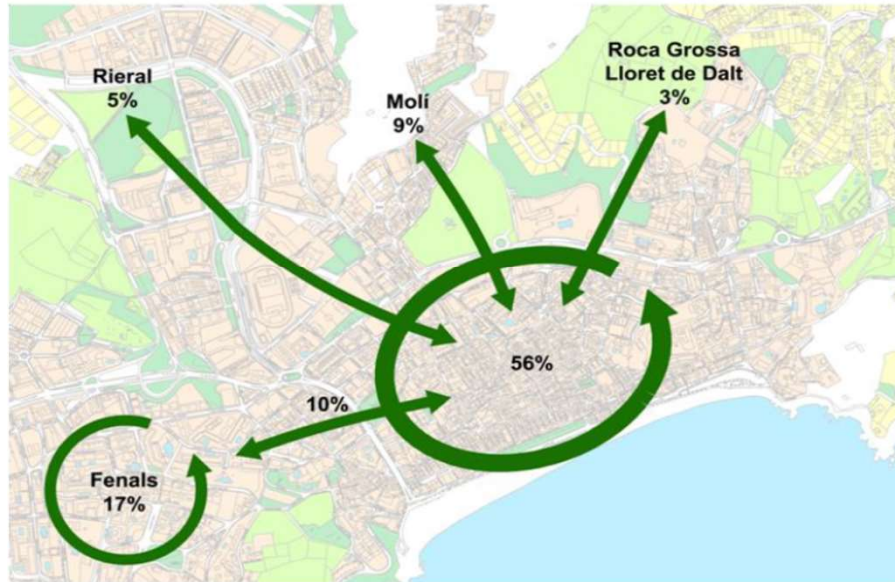 Rieral
5%
Molí
9%
Roca Grossa
Lloret de Dalt
3%
56%
10%
Fenals
17%